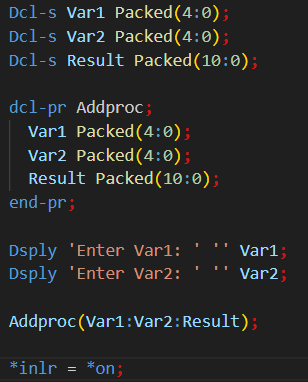 Dcl-s Var1 Packed(4:0);
Dcl-s Var2 Packed(4:0);
Dcl-s Result Packed(10:0);
dcl-pr Addproc;
Var1 Packed(4:0);
Var2 Packed(4:0);
Result Packed(10:0);
end-pr;
Dsply 'Enter Var1: ' '' Var1;
Dsply 'Enter Var2: ' '' Var2;
Addproc(Var1:Var2:Result);
*inlr = *on;